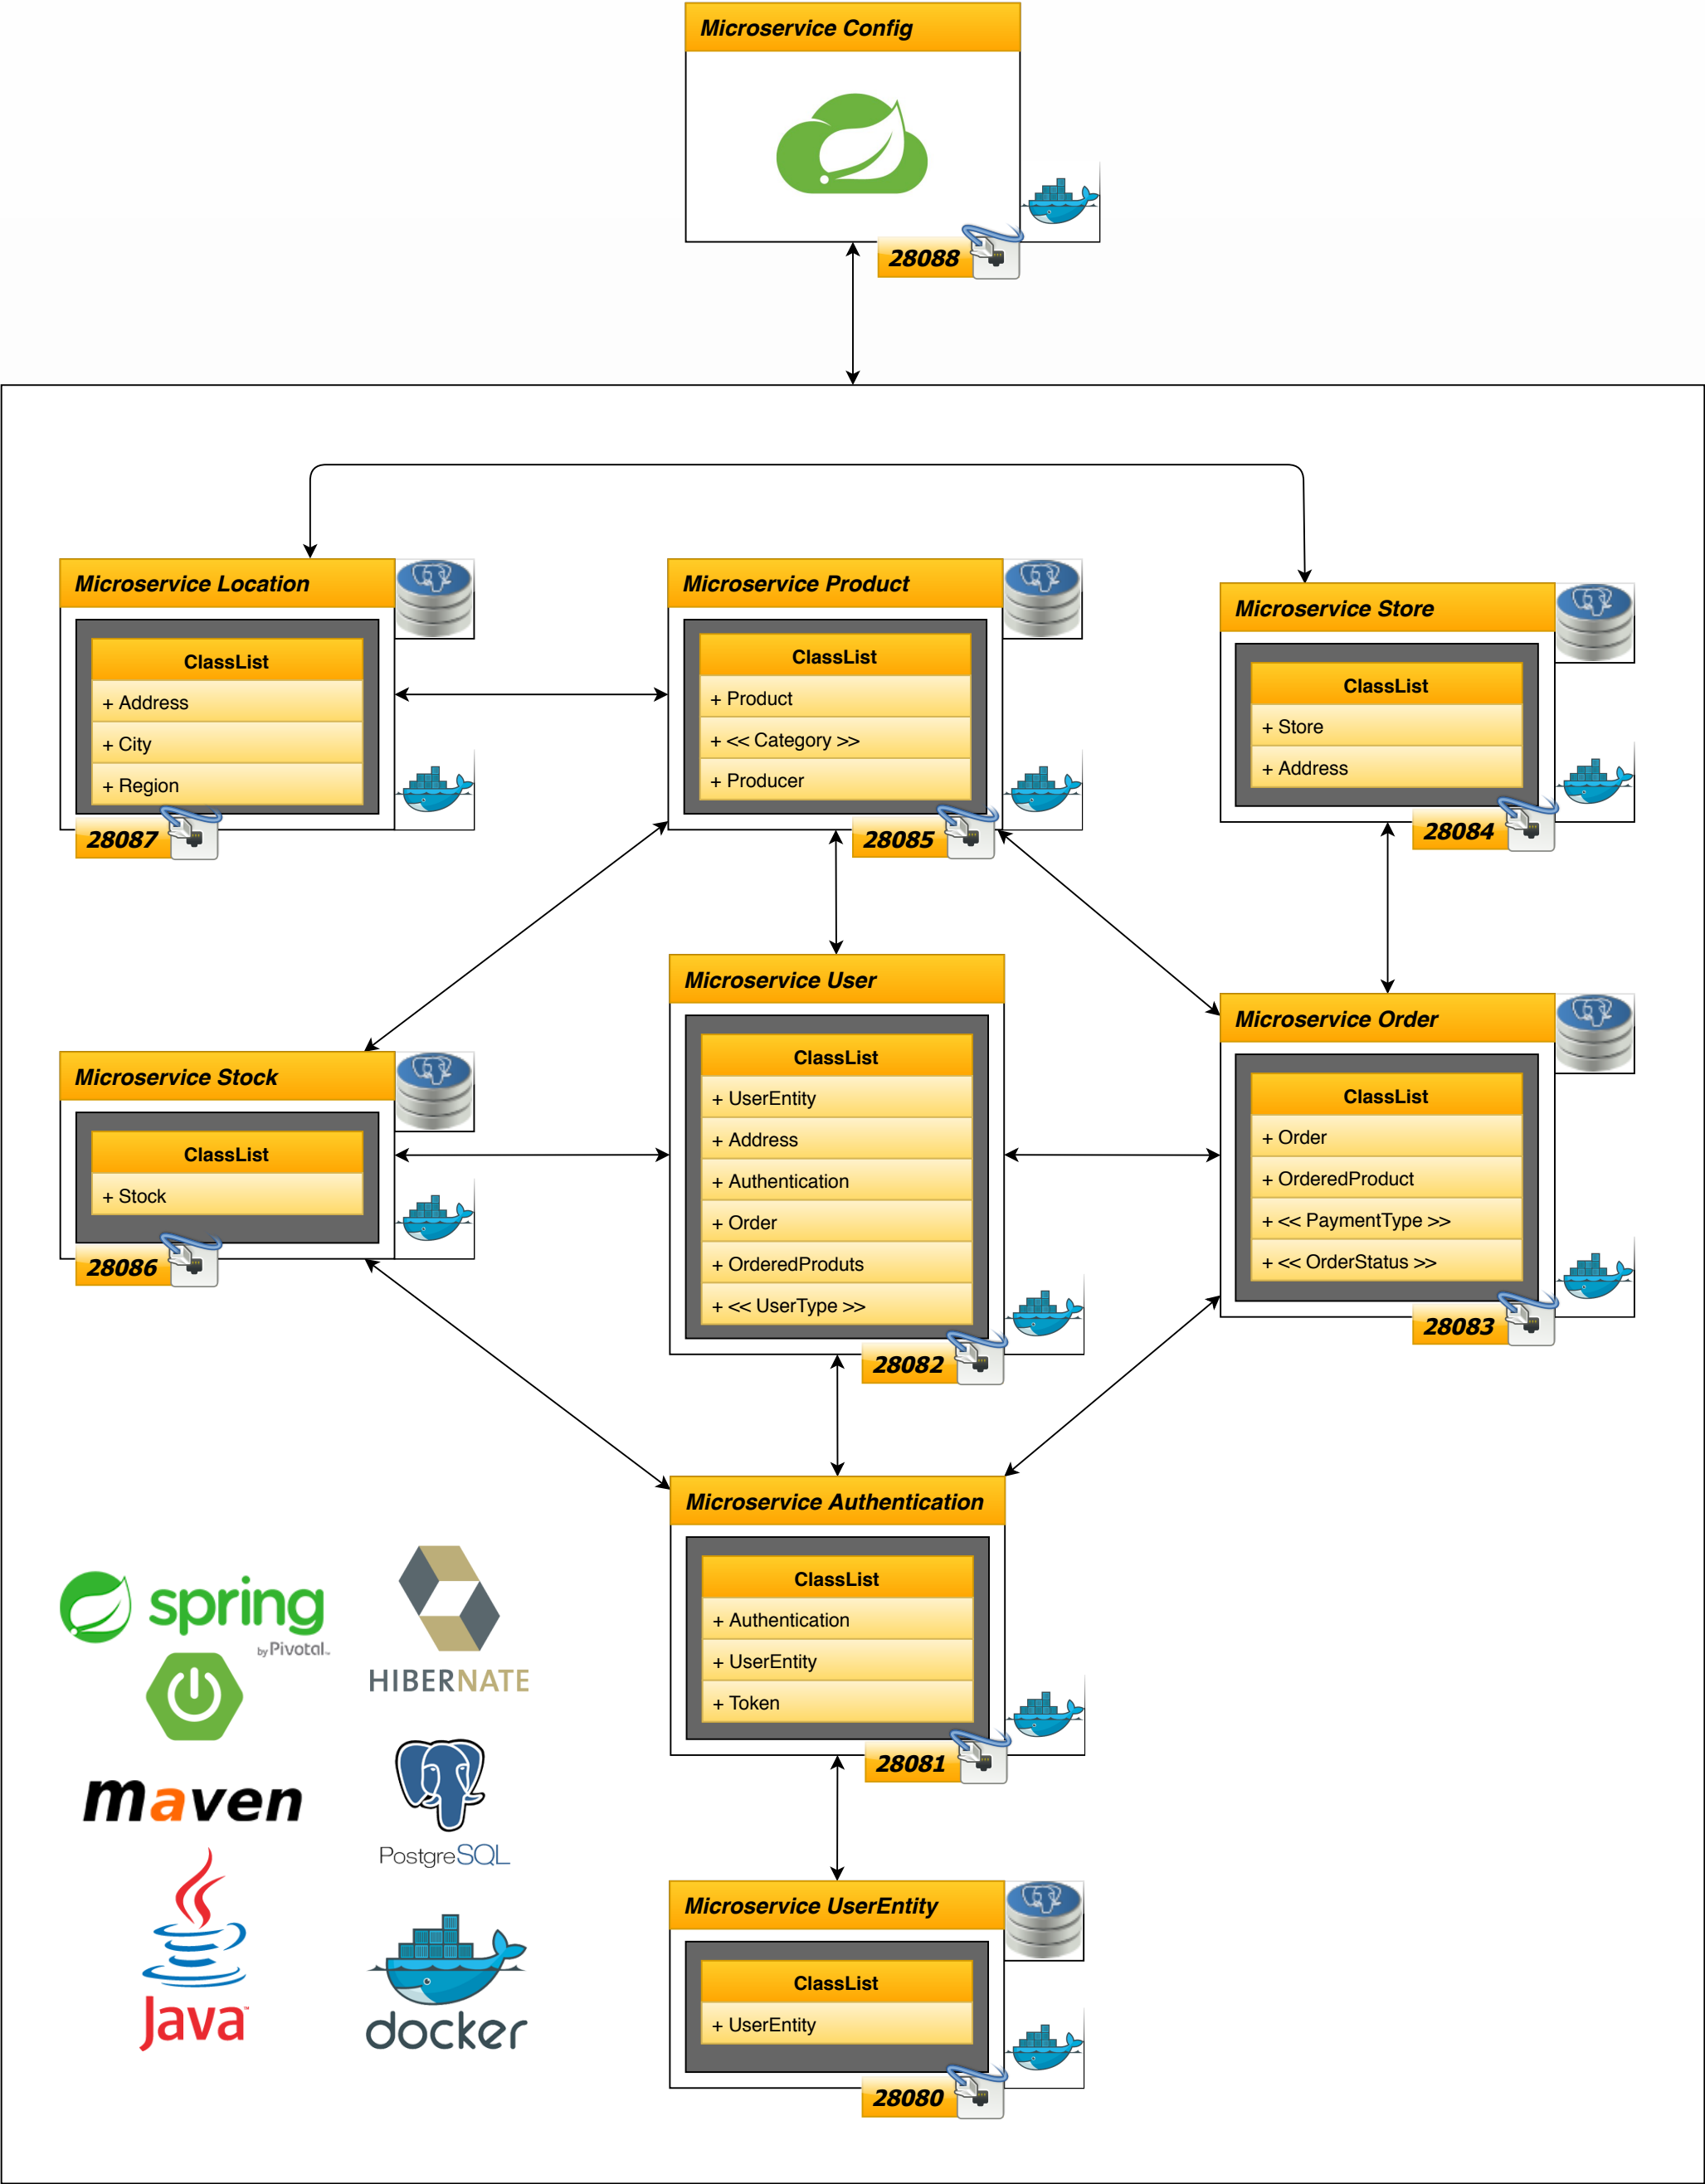 Microservice Config
28088
Microservice Location
ClassList
+ Address
+ City
+ Region
28087
Microservice Product
ClassList
+ Product
+ << Category >>
+ Producer
28085
Microservice Store
ClassList
+ Store
+ Address
28084
Microservice Stock
ClassList
+ Stock
28086
Microservice User
ClassList
+ UserEntity
+ Address
+ Authentication
+ Order
+ OrderedProduts
+ << UserType >>
28082
Microservice Order
ClassList
+ Order
+ OrderedProduct
+ << PaymentType >>
+ << OrderStatus >>
28083
Microservice Authentication
ClassList
+ Authentication
+ UserEntity
+ Token
28081
Microservice UserEntity
ClassList
+ UserEntity
28080
spring
by Pivotal™
HIBERNATE
maven
PostgreSQL
Java™
docker